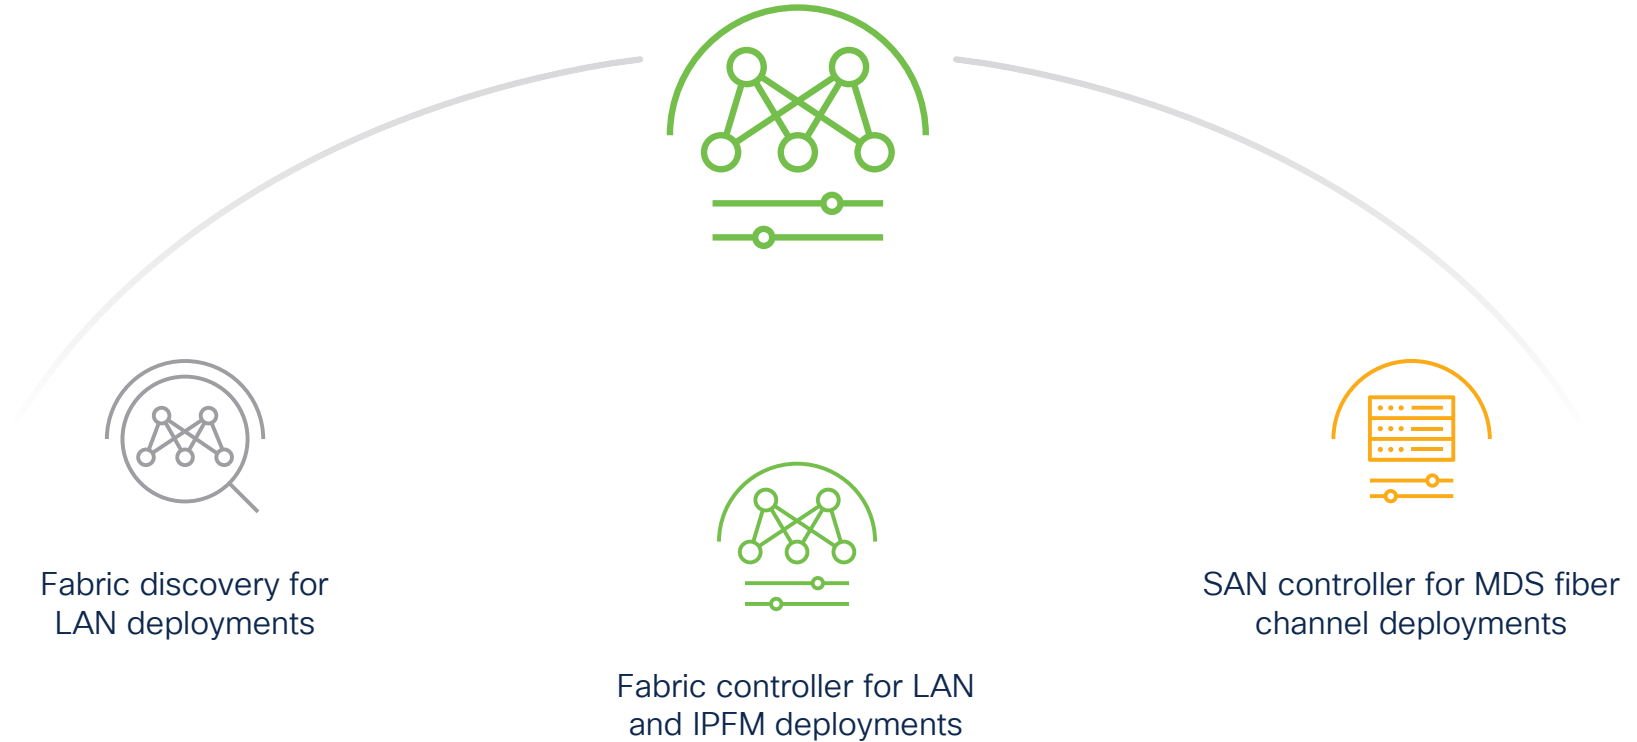 Fabric discovery for
LAN deployments
Fabric controller for LAN
and IPFM deployments
SAN controller for MDS fiber
channel deployments